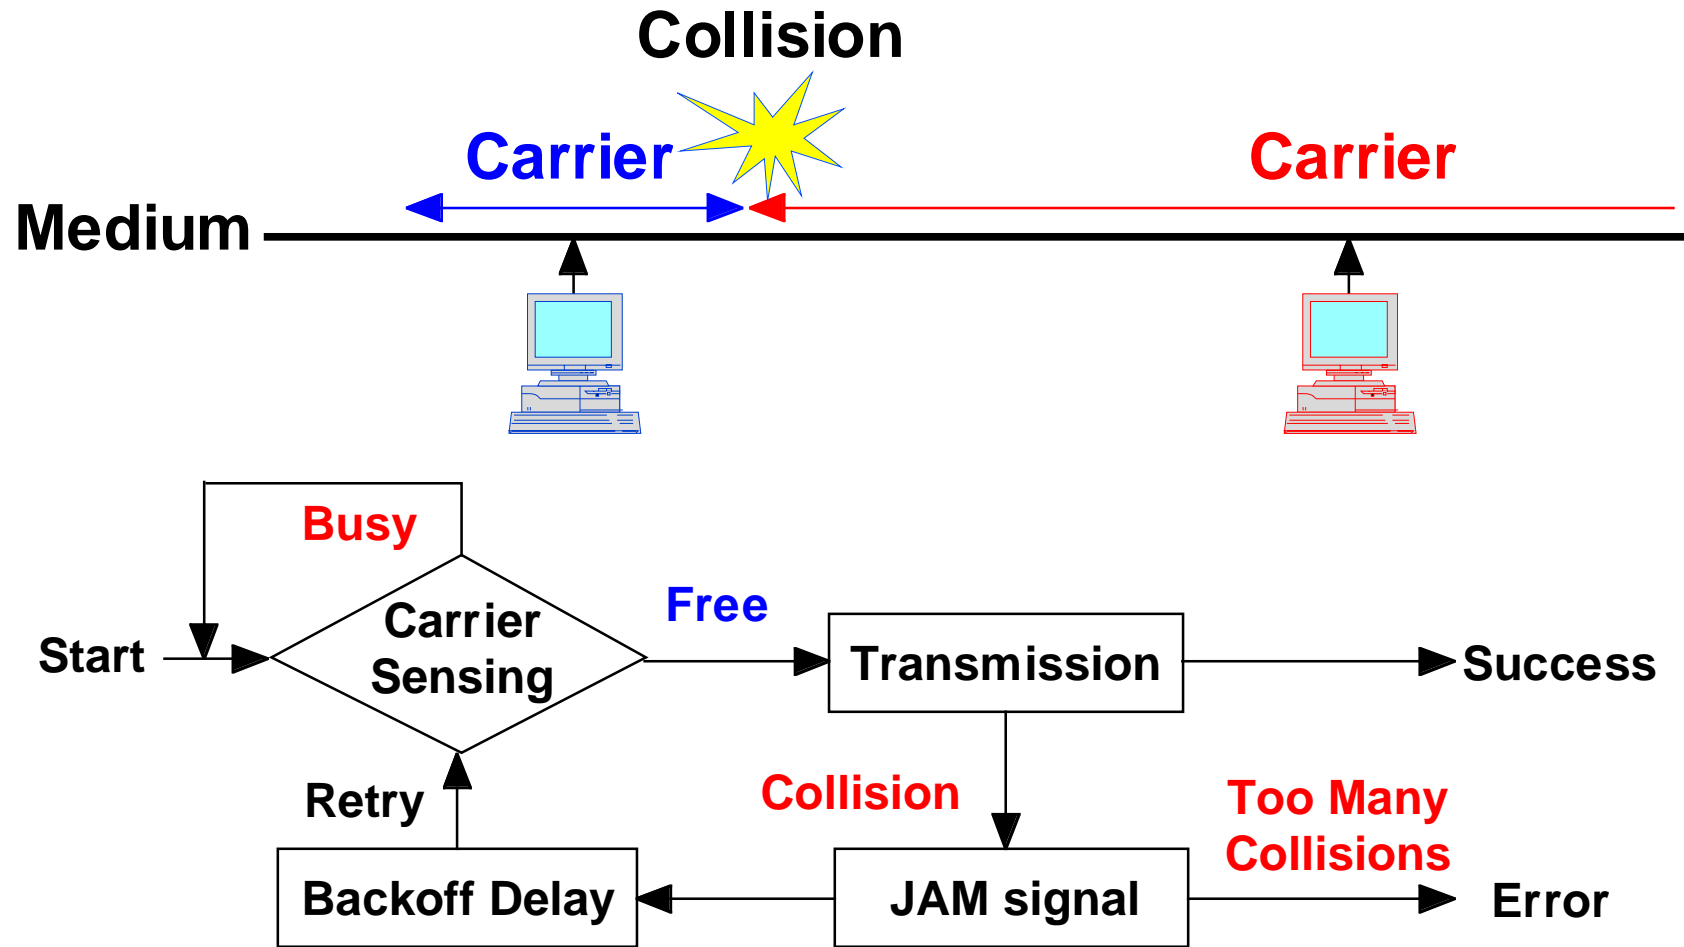 Collision
Carrier
Carrier
Medium
Busy
Free
Carrier
Sensing
Start
Transmission
Success
Retry
Collision
Too Many
Collisions
Backoff Delay
JAM signal
Error